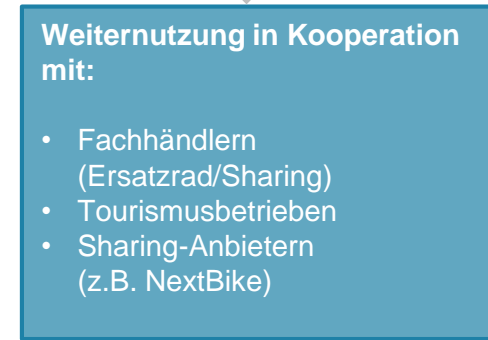 Weiternutzung in Kooperation
mit:
• Fachhändlern
(Ersatzrad/Sharing)
• Tourismusbetrieben
• Sharing-Anbietern
(z.B. NextBike)